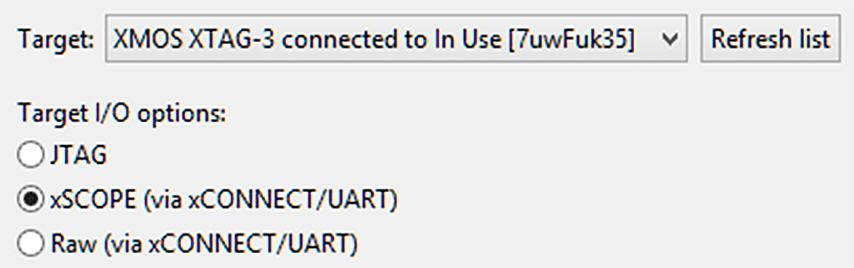 Target: XMOS XTAG-3 connected to In Use [7uwFuk35] Refresh list
Target I/O options:
JTAG
xSCOPE (via xCONNECT/UART)
Raw (via xCONNECT/UART)